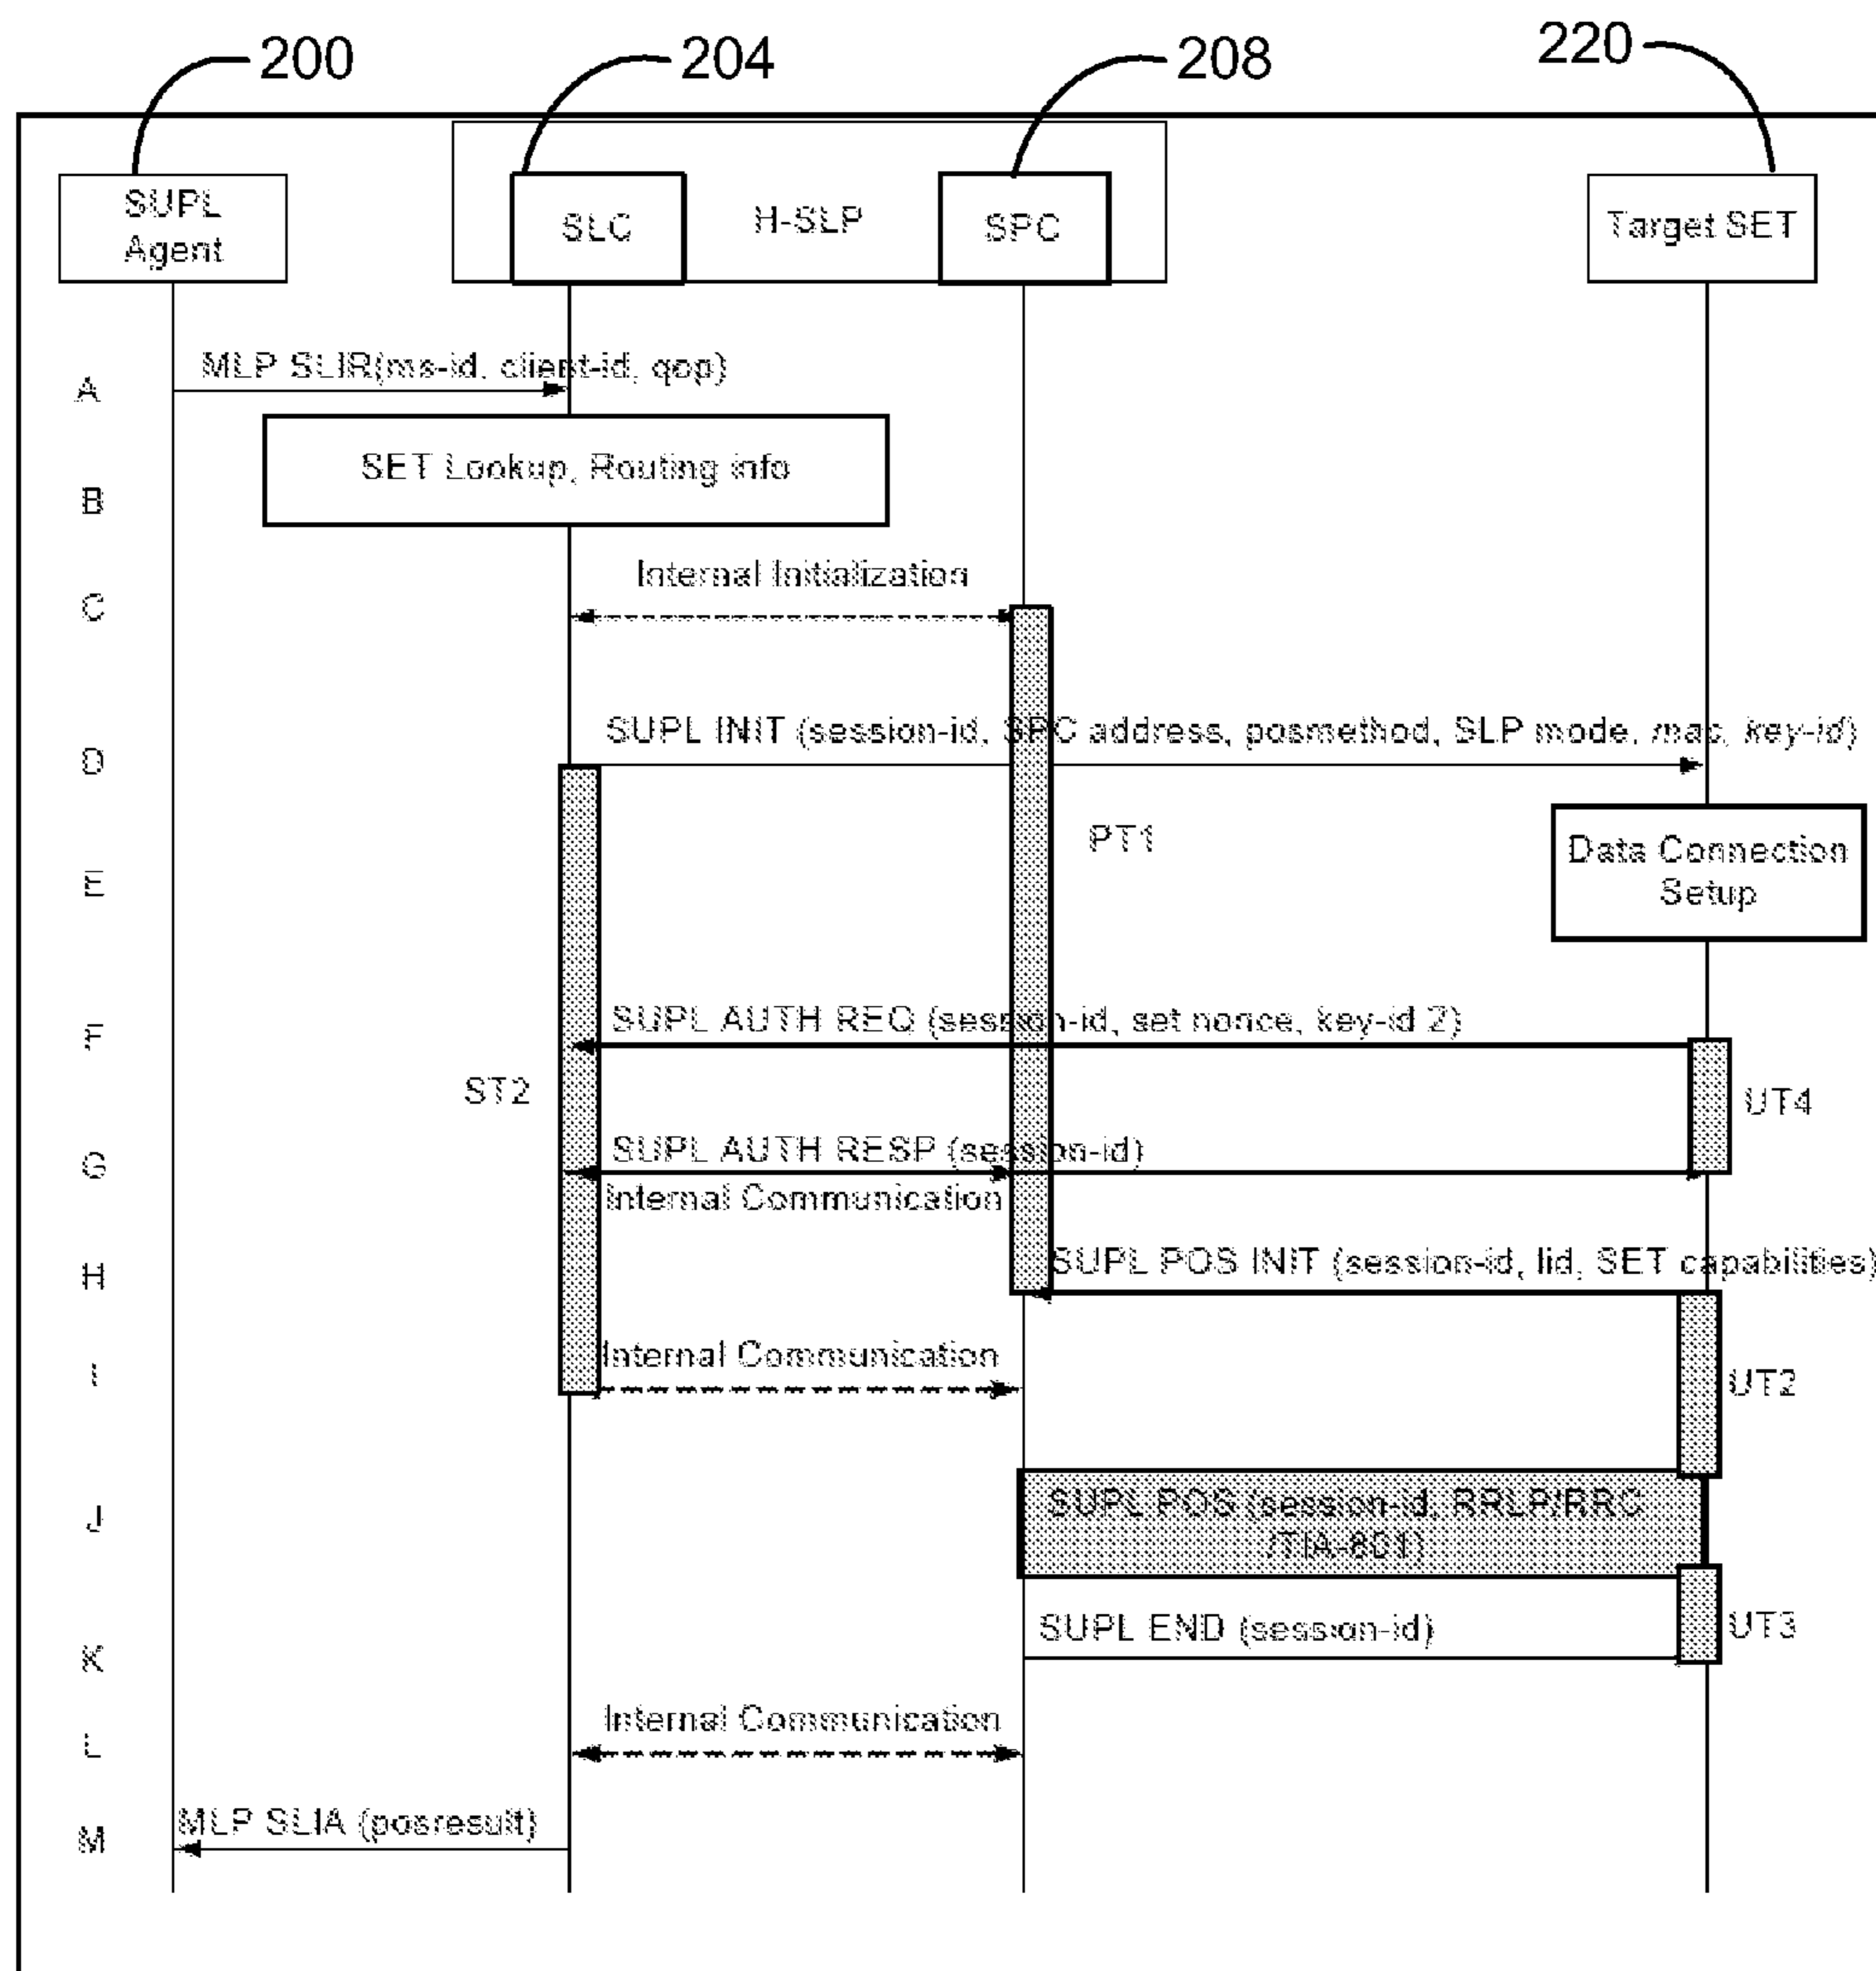 200
204
208
220
SUPL
Agent
SLC
H-SLP
SPC
Target SET
A
MLP SLIR(ms-id, client-id, qop)
B
SET Lookup, Routing info
C
Internal Initialization
D
SUPL INIT (session-id, SPC address, posmethod, SLP mode, mac, key-id)
PT1
E
Data Connection
Setup
F
SUPL AUTH REQ (session-id, set nonce, key-id 2)
ST2
UT4
G
SUPL AUTH RESP (session-id)
Internal Communication
H
SUPL POS INIT (session-id, lid, SET capabilities)
I
Internal Communication
UT2
J
SUPL POS (session-id, RRLP/RRC
/TIA-801)
K
SUPL END (session-id)
UT3
L
Internal Communication
M
MLP SLIA (posresult)